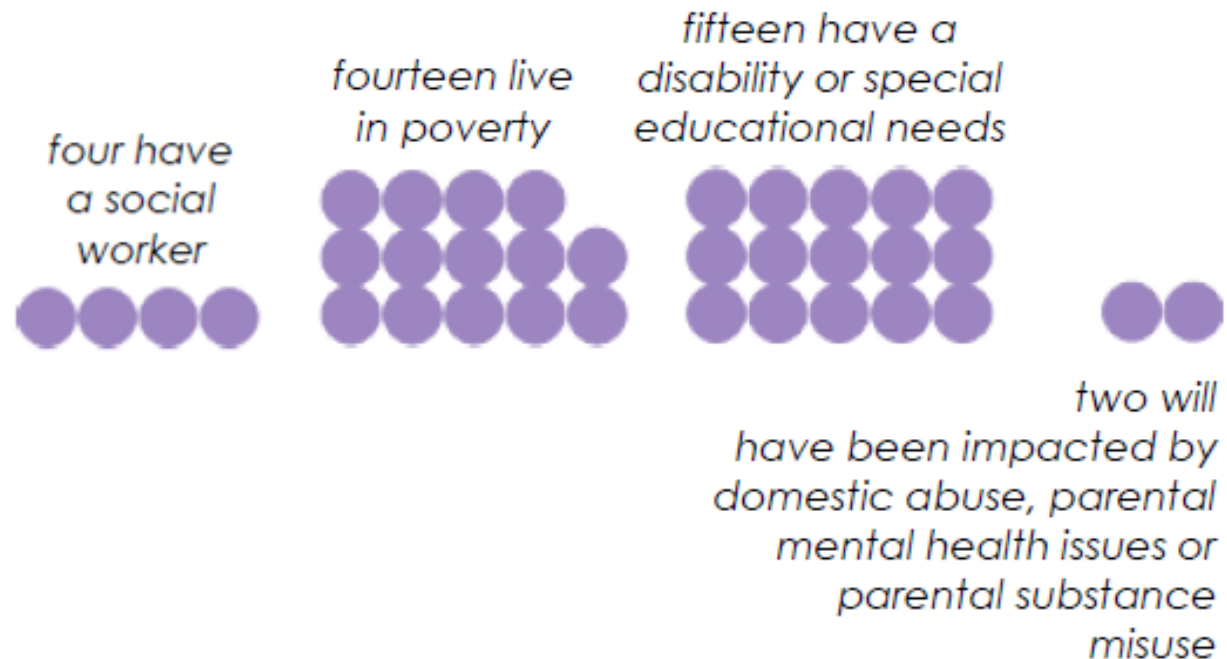 four have
a social
worker
fourteen live
in poverty
fifteen have a
disability or special
educational needs
two will
have been impacted by
domestic abuse, parental
mental health issues or
parental substance
misuse